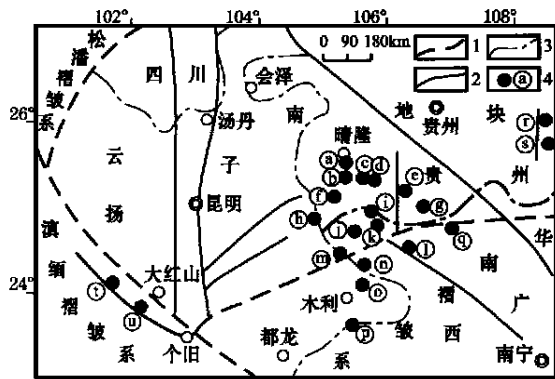 102° 104° 106° 108°
0 90 180km
1 3
2 ⓐ 4
松潘褶皱系
四川
会泽
汤丹
26°
南
地块
贵州
晴隆
ⓡ
ⓢ
ⓐ ⓒ ⓓ
ⓑ
ⓔ 贵 州
云
子
ⓕ
ⓖ
昆明
扬
ⓗ ⓘ
ⓙ ⓚ
ⓛ ⓠ
华
滇缅褶皱系
ⓜ ⓝ
南
24°
大红山
ⓣ
ⓞ
木利
褶 广
ⓤ
皱 西
ⓟ
个旧
都龙
系
南宁